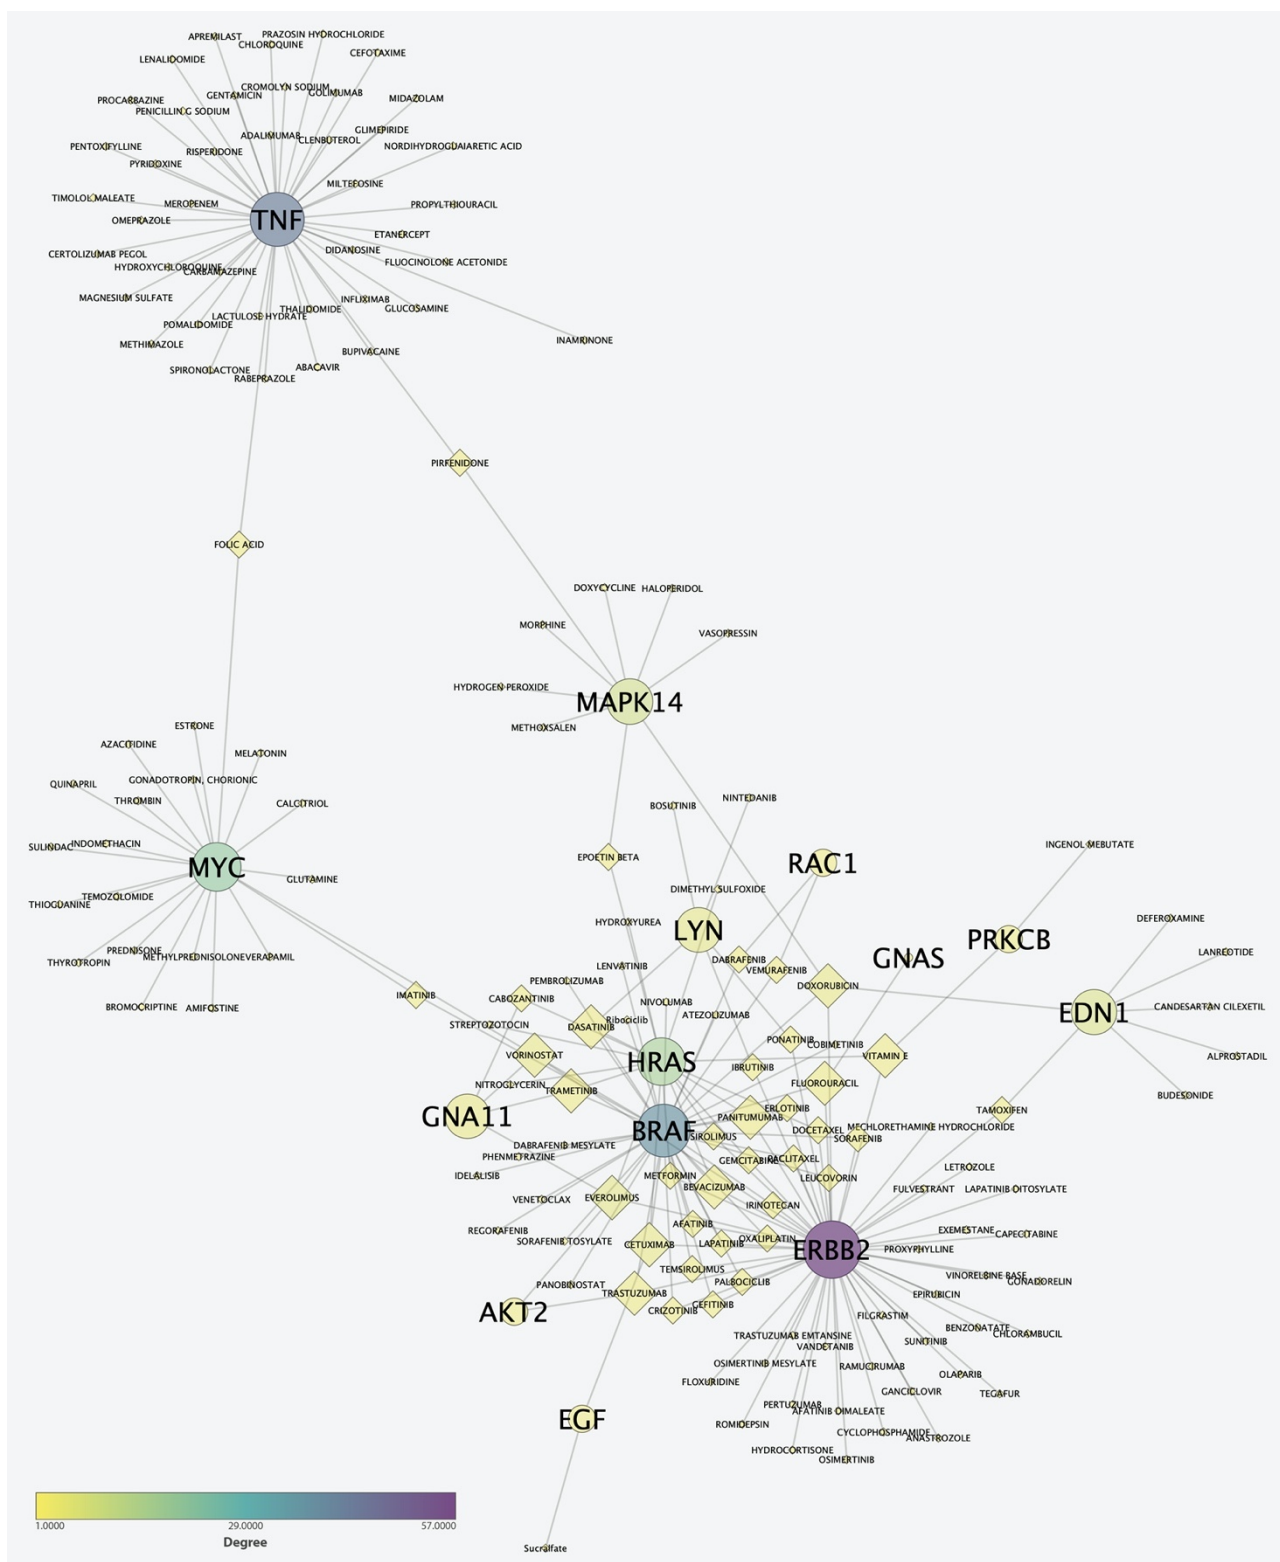 APREMILAST
PRAZOSIN HYDROCHLORIDE
CHLOROQUINE
CEFOTAXIME
LENALIDOMIDE
CROMOLYN SODIUM
GENTAMICIN
GOLIMUMAB
MIDAZOLAM
PROCARBAZINE
PENICILLIN G SODIUM
GLIMEPIRIDE
ADALIMUMAB
CLENBUTEROL
NORDIHYDROGUAIARETIC ACID
PENTOXIFYLLINE
RISPERIDONE
PYRIDOXINE
MILTEFOSINE
TIMOLOL MALEATE
MEROPENEM
PROPYLTHIOURACIL
OMEPRAZOLE
TNF
ETANERCEPT
DIDANOSINE
CERTOLIZUMAB PEGOL
FLUOCINOLONE ACETONIDE
HYDROXYCHLOROQUINE
CARBAMAZEPINE
MAGNESIUM SULFATE
INFLIXIMAB
THALIDOMIDE
GLUCOSAMINE
LACTULOSE HYDRATE
POMALIDOMIDE
METHIMAZOLE
INAMRINONE
BUPIVACAINE
SPIRONOLACTONE
ABACAVIR
RABEPRAZOLE
PIRFENIDONE
FOLIC ACID
DOXYCYCLINE
HALOPERIDOL
MORPHINE
VASOPRESSIN
HYDROGEN PEROXIDE
MAPK14
METHOXSALEN
ESTRONE
AZACITIDINE
MELATONIN
QUINAPRIL
GONADOTROPIN, CHORIONIC
THROMBIN
CALCITRIOL
SULINDAC
INDOMETHACIN
MYC
GLUTAMINE
TEMOZOLOMIDE
THIOGUANINE
PREDNISONE
METHYLPREDNISOLONE
VERAPAMIL
THYROTROPIN
BROMOCRIPTINE
AMIFOSTINE
IMATINIB
BOSUTINIB
NINTEDANIB
EPOETIN BETA
RAC1
INGENOL MEBUTATE
DIMETHYL SULFOXIDE
HYDROXYUREA
LYN
PRKCB
DEFEROXAMINE
GNAS
DABRAFENIB
VEMURAFENIB
LANREOTIDE
LENVATINIB
PEMBROLIZUMAB
DOXORUBICIN
CABOZANTINIB
NIVOLUMAB
CANDESARTAN CILEXETIL
EDN1
ATEZOLIZUMAB
STREPTOZOTOCIN
Ribociclib
DASATINIB
PONATINIB
COBIMETINIB
VORINOSTAT
HRAS
VITAMIN E
ALPROSTADIL
IBRUTINIB
NITROGLYCERIN
TRAMETINIB
FLUOROURACIL
BUDESONIDE
GNA11
ERLOTINIB
TAMOXIFEN
PANITUMUMAB
BRAF
SIROLIMUS
DOCETAXEL
MECHLORETHAMINE HYDROCHLORIDE
SORAFENIB
DABRAFENIB MESYLATE
PHENMETRAZINE
GEMCITABINE
PACLITAXEL
LETROZOLE
IDELALISIB
METFORMIN
LEUCOVORIN
BEVACIZUMAB
FULVESTRANT
LAPATINIB DITOSYLATE
VENETOCLAX
EVEROLIMUS
IRINOTECAN
REGORAFENIB
AFATINIB
EXEMESTANE
CAPECITABINE
SORAFENIB TOSYLATE
CETUXIMAB
LAPATINIB
OXALIPLATIN
ERBB2
PROXYPHYLLINE
TEMSIROLIMUS
VINORELBINE BASE
GONADORELIN
PANOBINOSTAT
TRASTUZUMAB
PALBOCICLIB
EPIRUBICIN
AKT2
CRIZOTINIB
GEFITINIB
FILGRASTIM
BENZONATATE
CHLORAMBUCIL
TRASTUZUMAB EMTANSINE
SUNITINIB
VANDETANIB
OSIMERTINIB MESYLATE
RAMUCIRUMAB
OLAPARIB
FLOXURIDINE
GANCICLOVIR
TEGAFUR
PERTUZUMAB
AFATINIB DIMALEATE
EGF
ROMIDEPSIN
CYCLOPHOSPHAMIDE
ANASTROZOLE
HYDROCORTISONE
OSIMERTINIB
1.0000
29.0000
57.0000
Degree
Sucralfate